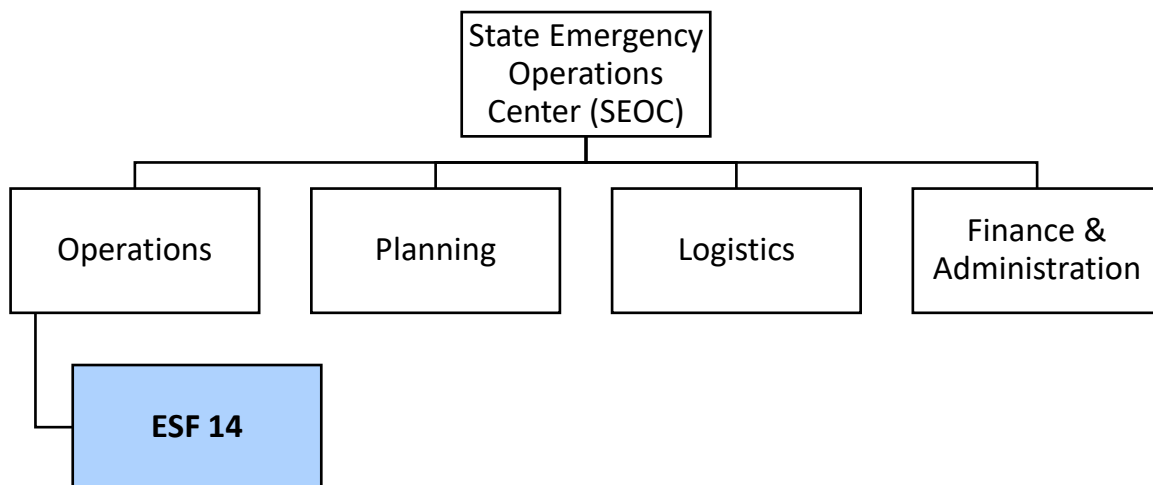 State Emergency
Operations
Center (SEOC)
Operations
Planning
Logistics
Finance &
Administration
ESF 14